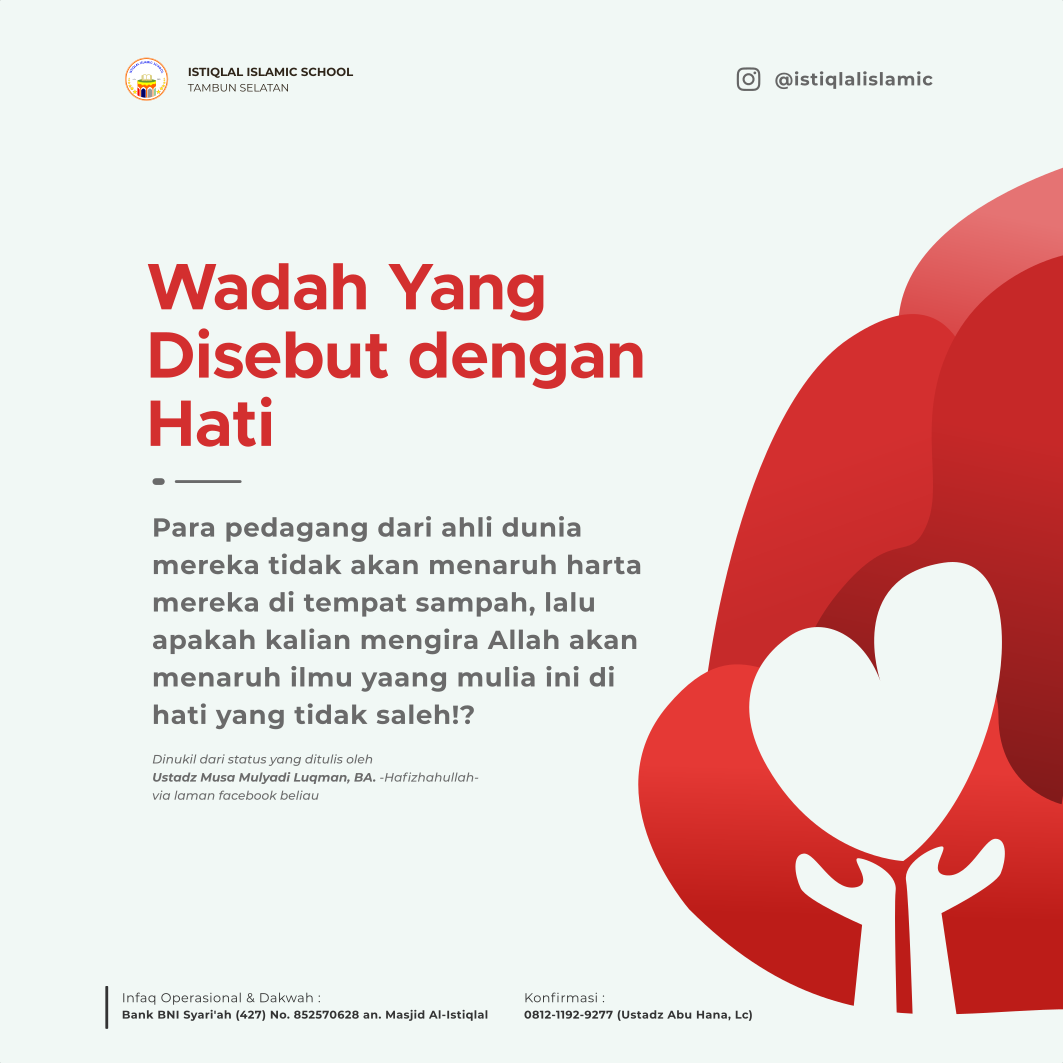 ISTIQLAL ISLAMIC SCHOOL
TAMBUN SELATAN
@istiqlalislamic
Wadah Yang
Disebut dengan
Hati
Para pedagang dari ahli dunia
mereka tidak akan menaruh harta
mereka di tempat sampah, lalu
apakah kalian mengira Allah akan
menaruh ilmu yaang mulia ini di
hati yang tidak saleh!?
Dinukil dari status yang ditulis oleh
Ustadz Musa Mulyadi Luqman, BA. -Hafizhahullah-
via laman facebook beliau
Infaq Operasional & Dakwah :
Bank BNI Syari'ah (427) No. 852570628 an. Masjid Al-Istiqlal
Konfirmasi :
0812-1192-9277 (Ustadz Abu Hana, Lc)